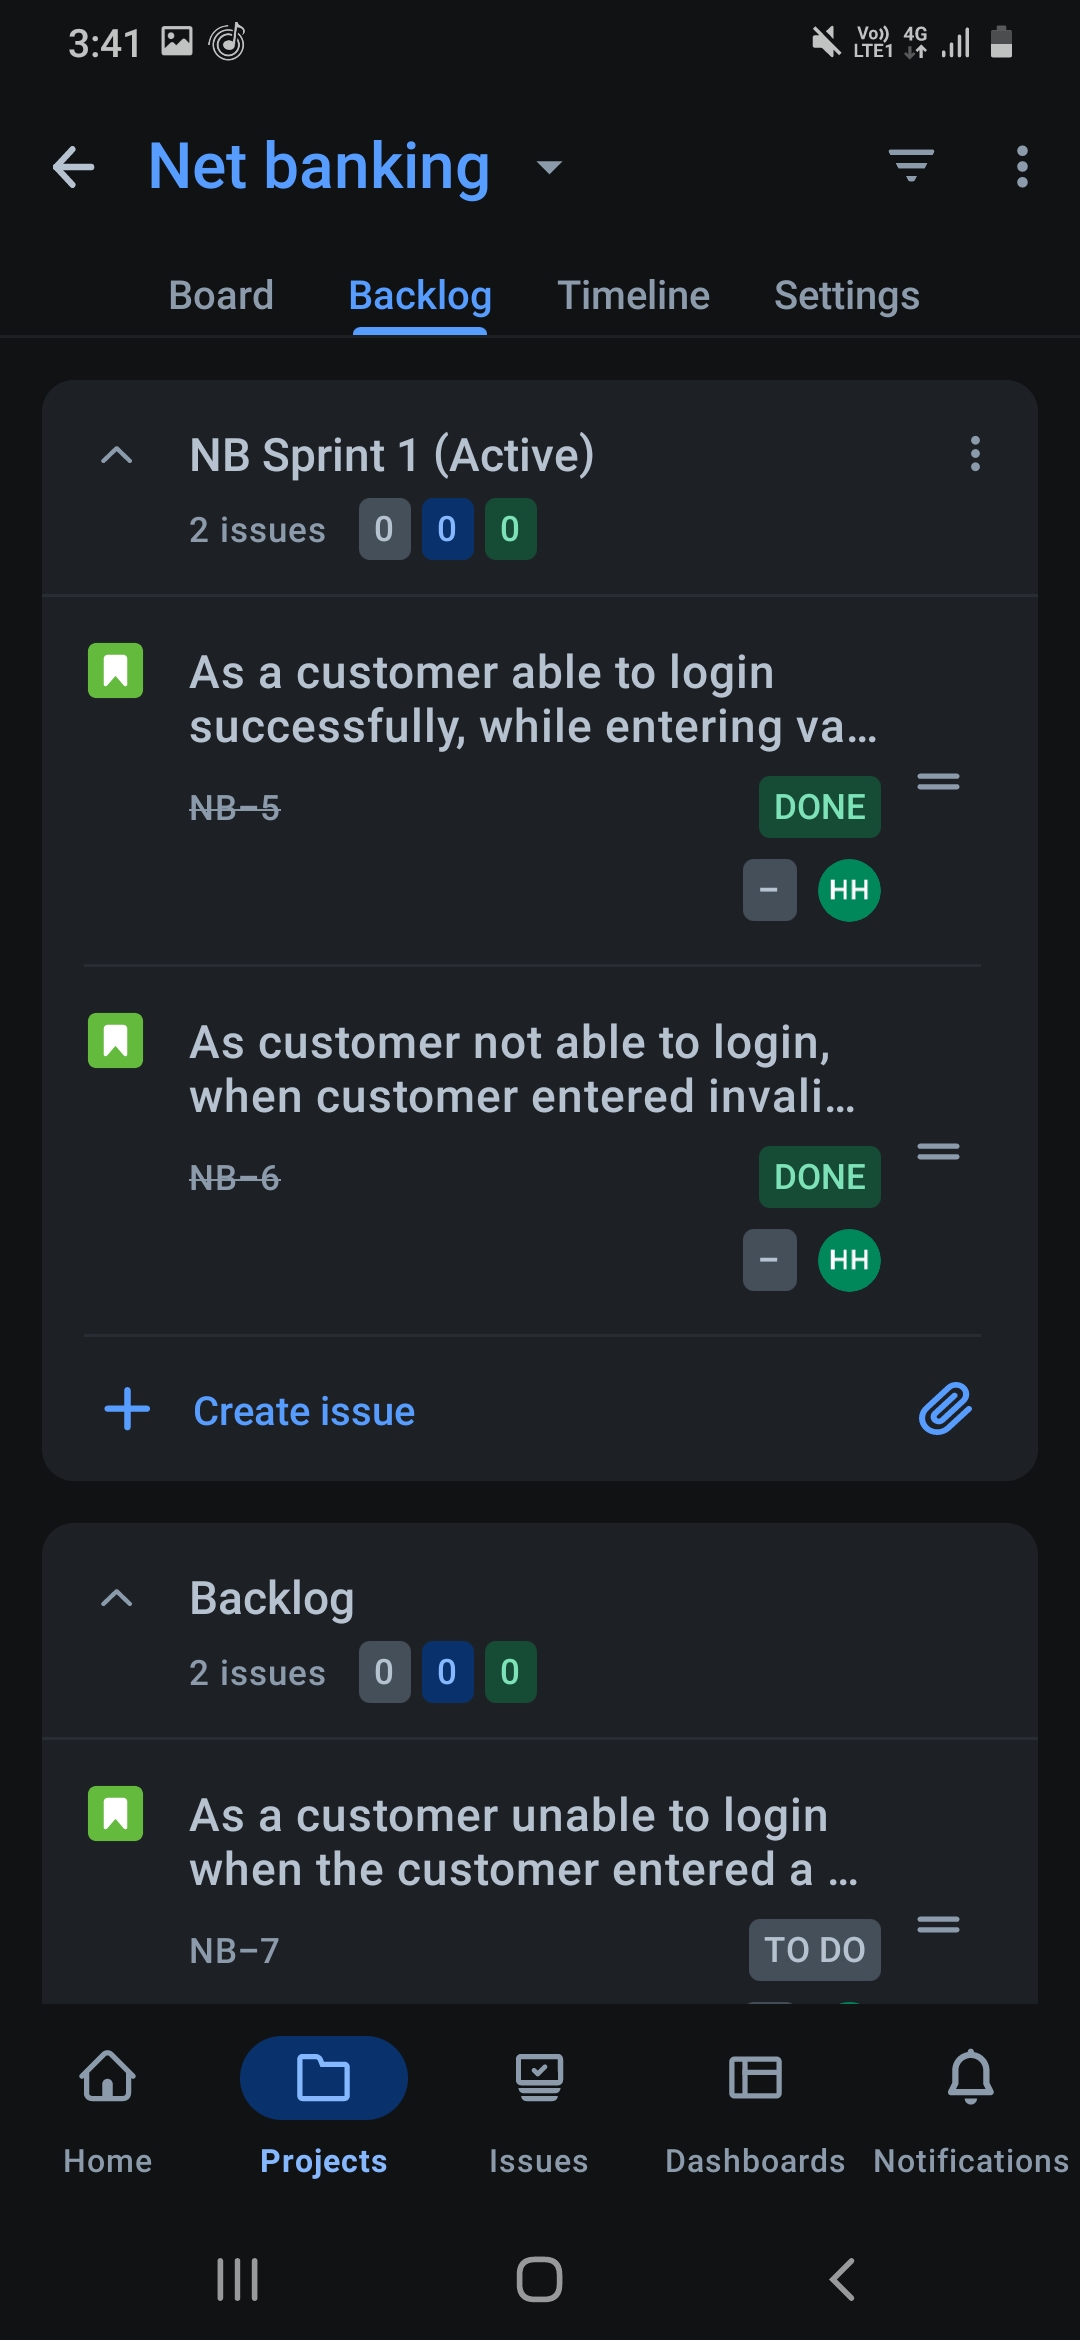 3:41
Vo)) 4G
LTE1
Net banking
Board Backlog Timeline Settings
NB Sprint 1 (Active)
2 issues 0 0 0
As a customer able to login
successfully, while entering va...
NB-5 DONE
- HH
As customer not able to login,
when customer entered invali...
NB-6 DONE
- HH
Create issue
Backlog
2 issues 0 0 0
As a customer unable to login
when the customer entered a ...
NB-7 TO DO
Home Projects Issues Dashboards Notifications